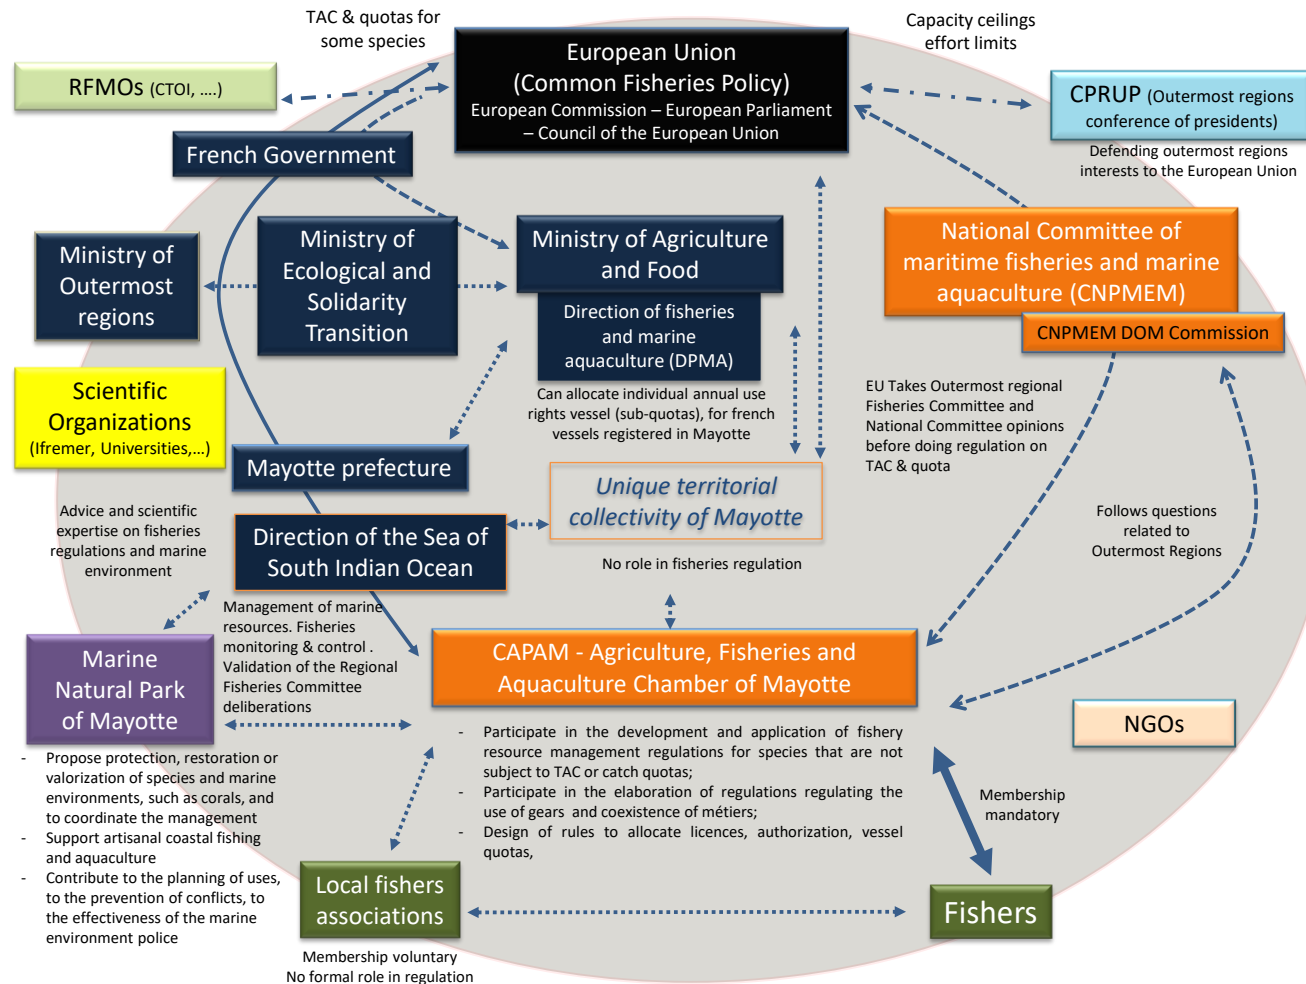 TAC & quotas for
some species
Capacity ceilings
effort limits
European Union
(Common Fisheries Policy)
European Commission – European Parliament
– Council of the European Union
RFMOs (CTOI, ....)
CPRUP (Outermost regions
conference of presidents)
Defending outermost regions
interests to the European Union
French Government
Ministry of
Outermost
regions
Ministry of
Ecological and
Solidarity
Transition
Ministry of Agriculture
and Food
Direction of fisheries
and marine
aquaculture (DPMA)
Can allocate individual annual use
rights vessel (sub-quotas), for french
vessels registered in Mayotte
National Committee of
maritime fisheries and marine
aquaculture (CNPMEM)
CNPMEM DOM Commission
EU Takes Outermost regional
Fisheries Committee and
National Committee opinions
before doing regulation on
TAC & quota
Scientific
Organizations
(Ifremer, Universities,...)
Advice and scientific
expertise on fisheries
regulations and marine
environment
Mayotte prefecture
Unique territorial
collectivity of Mayotte
No role in fisheries regulation
Follows questions
related to
Outermost Regions
Direction of the Sea of
South Indian Ocean
Management of marine
resources. Fisheries
monitoring & control .
Validation of the Regional
Fisheries Committee
deliberations
Marine
Natural Park
of Mayotte
- Propose protection, restoration or
valorization of species and marine
environments, such as corals, and
to coordinate the management
- Support artisanal coastal fishing
and aquaculture
- Contribute to the planning of uses,
to the prevention of conflicts, to
the effectiveness of the marine
environment police
CAPAM - Agriculture, Fisheries and
Aquaculture Chamber of Mayotte
- Participate in the development and application of fishery
resource management regulations for species that are not
subject to TAC or catch quotas;
- Participate in the elaboration of regulations regulating the
use of gears and coexistence of métiers;
- Design of rules to allocate licences, authorization, vessel
quotas,
NGOs
Membership
mandatory
Local fishers
associations
Membership voluntary
No formal role in regulation
Fishers